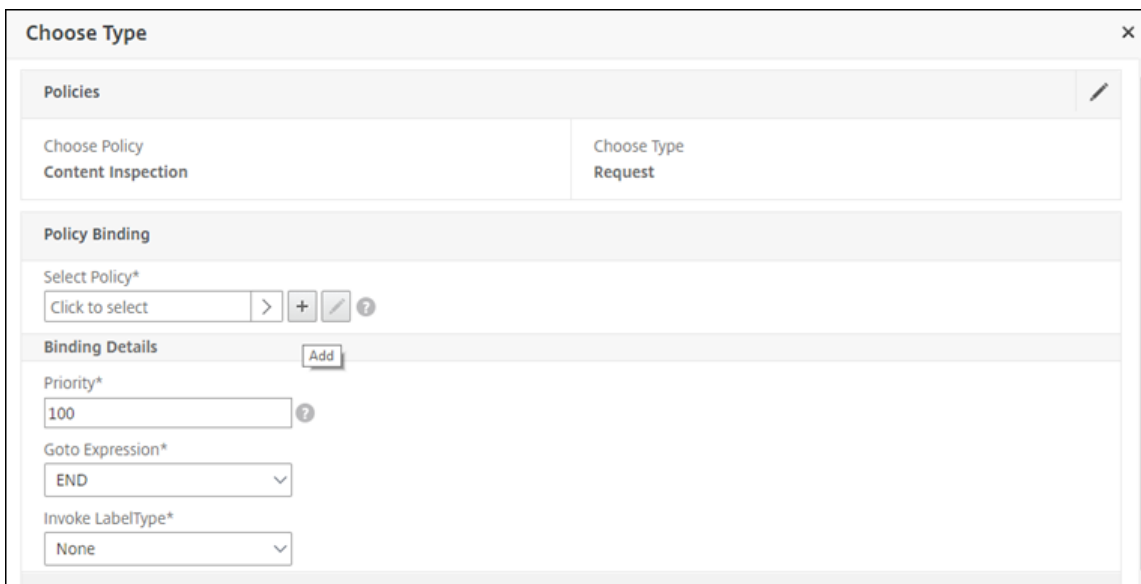 Choose Type
Policies
Choose Policy
Choose Type
Content Inspection
Request
Policy Binding
Select Policy*
Click to select
Binding Details
Add
Priority*
100
Goto Expression*
END
Invoke LabelType*
None